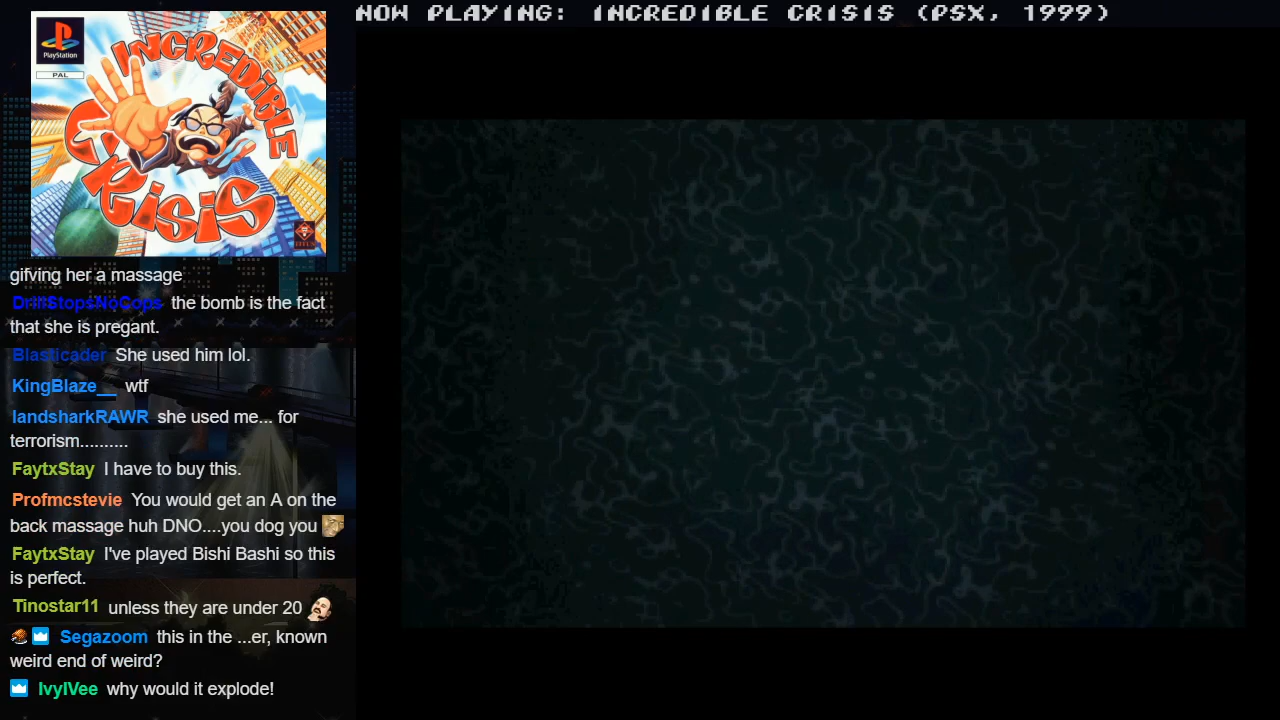 NOW PLAYING: INCREDIBLE CRISIS (PSX, 1999)
PlayStation
PAL
INCREDIBLE
CRISIS
TITUS
gifving her a massage
DrillStopsNoCops the bomb is the fact
that she is pregant.
Blasticader She used him lol.
KingBlaze__ wtf
landsharkRAWR she used me... for
terrorism..........
FaytxStay I have to buy this.
Profmcstevie You would get an A on the
back massage huh DNO....you dog you
FaytxStay I've played Bishi Bashi so this
is perfect.
Tinostar11 unless they are under 20
Segazoom this in the ...er, known
weird end of weird?
IvyIVee why would it explode!